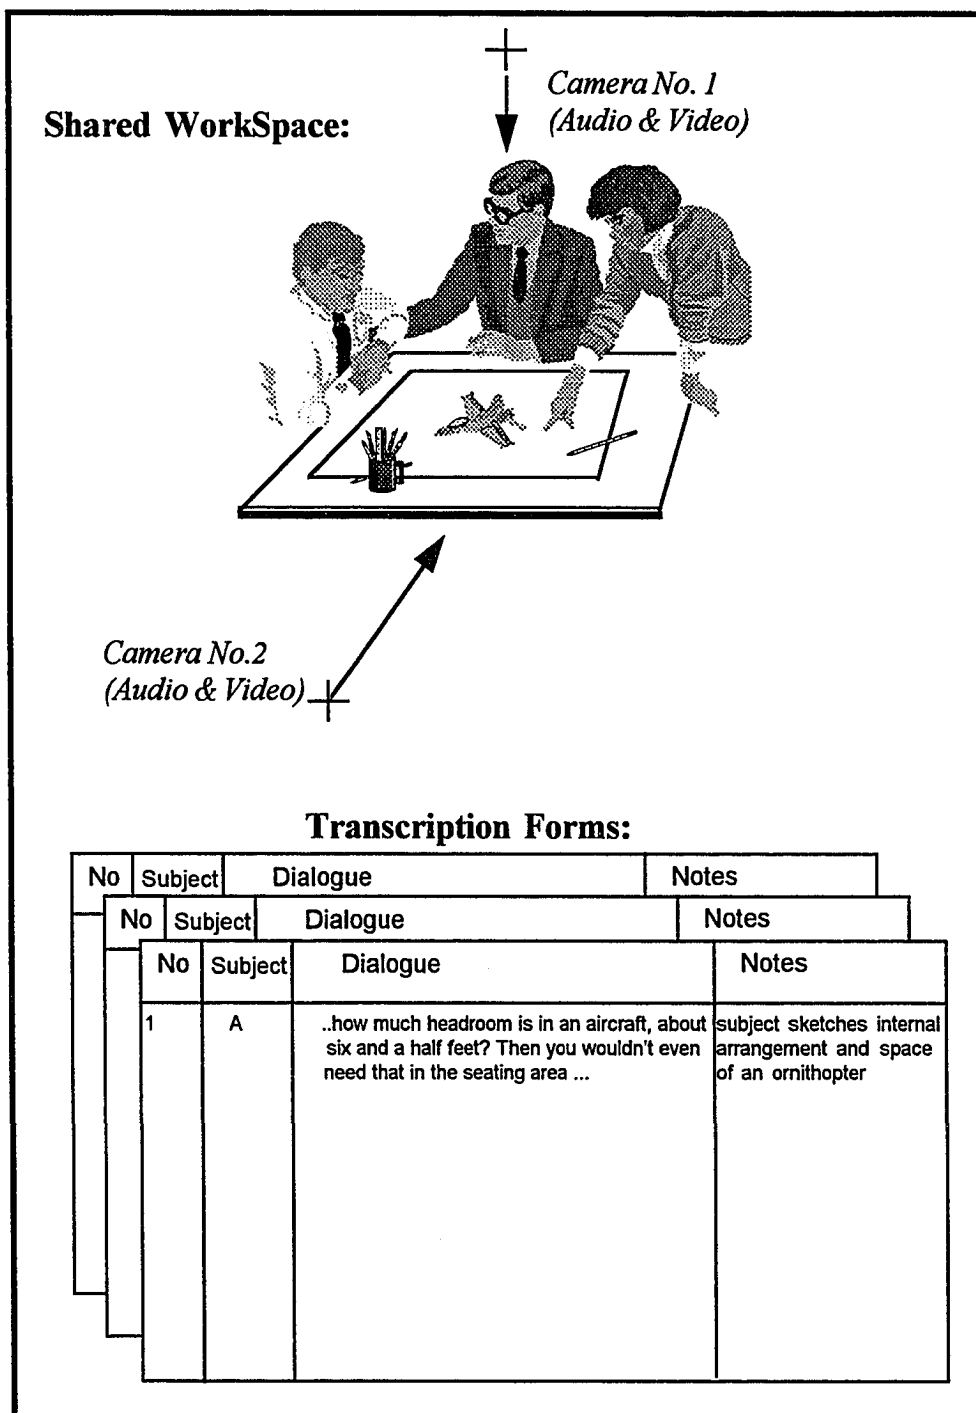 Camera No. 1
(Audio & Video)
Shared WorkSpace:
Camera No.2
(Audio & Video)
Transcription Forms:
No Subject Dialogue Notes
No Subject Dialogue Notes
No Subject Dialogue Notes
1 A ..how much headroom is in an aircraft, about subject sketches internal
six and a half feet? Then you wouldn't even arrangement and space
need that in the seating area ... of an ornithopter